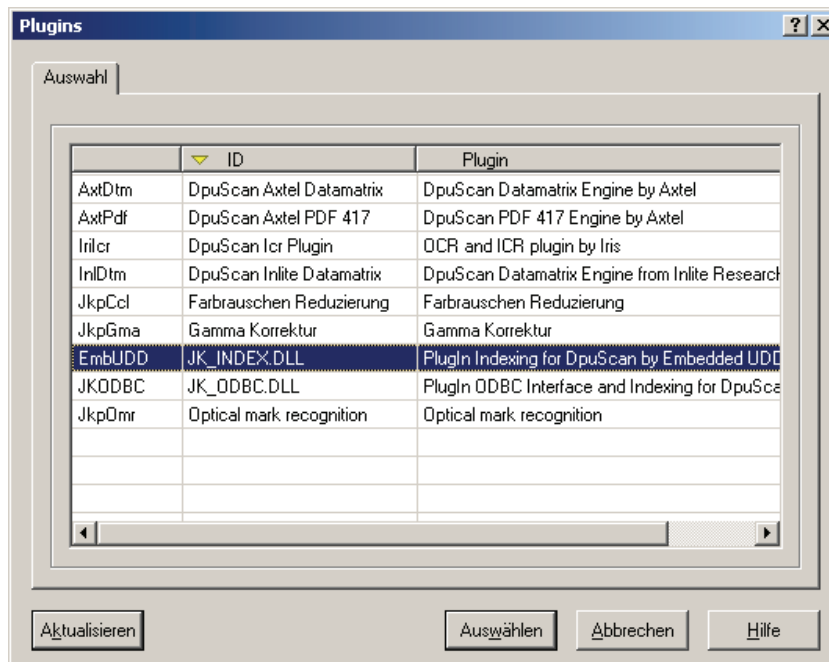 Plugins
Auswahl
ID Plugin
AxtDtm DpuScan Axtel Datamatrix DpuScan Datamatrix Engine by Axtel
AxtPdf DpuScan Axtel PDF 417 DpuScan PDF 417 Engine by Axtel
IriIcr DpuScan Icr Plugin OCR and ICR plugin by Iris
InlDtm DpuScan Inlite Datamatrix DpuScan Datamatrix Engine from Inlite Research
JkpCcl Farbrauschen Reduzierung Farbrauschen Reduzierung
JkpGma Gamma Korrektur Gamma Korrektur
EmbUDD JK_INDEX.DLL PlugIn Indexing for DpuScan by Embedded UDD
JKODBC JK_ODBC.DLL PlugIn ODBC Interface and Indexing for DpuSca
JkpOmr Optical mark recognition Optical mark recognition
Aktualisieren Auswählen Abbrechen Hilfe